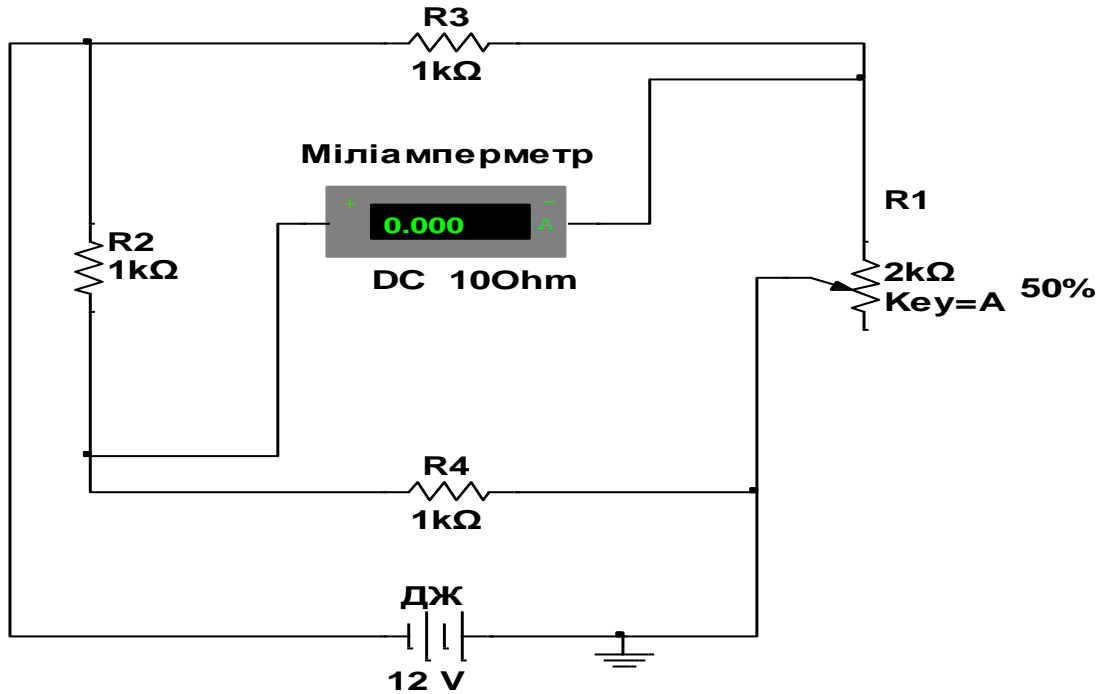 R3
1kΩ
Міліамперметр
+
−
0.000
A
DC 10Ohm
R1
R2
1kΩ
2kΩ
Key=A
50%
R4
1kΩ
ДЖ
12 V